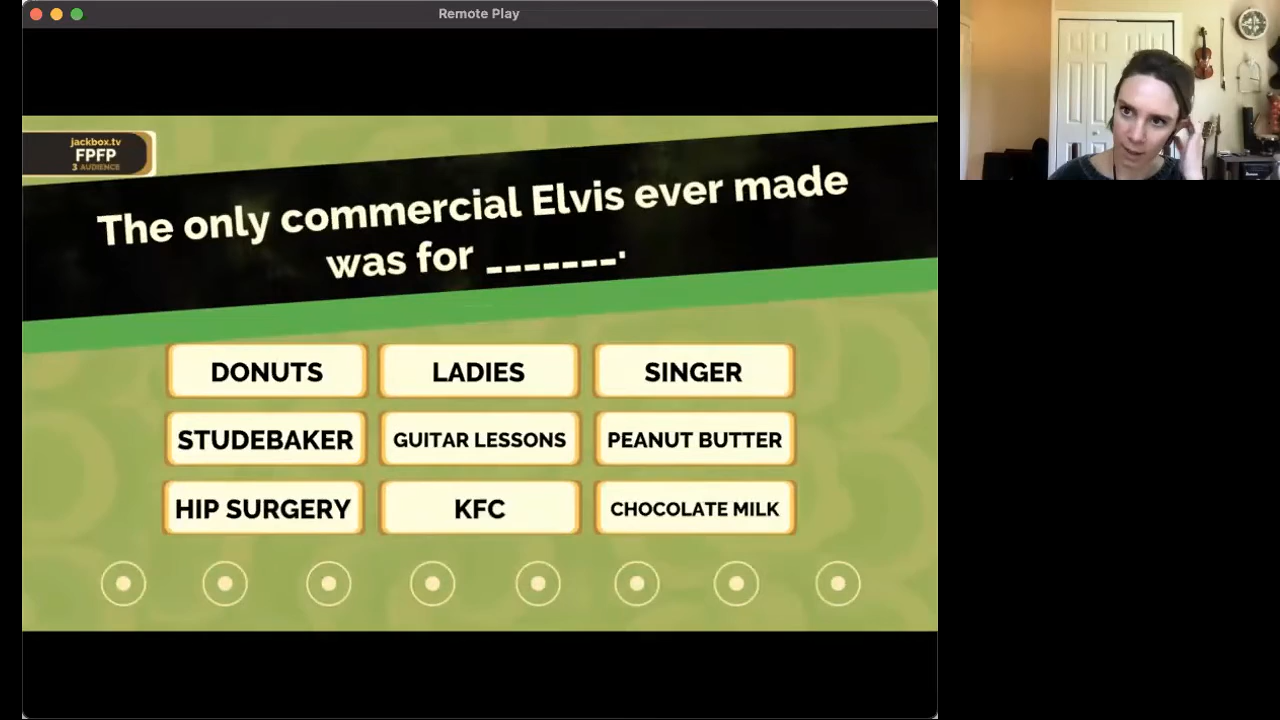 Remote Play
jackbox.tv
FPFP
3 AUDIENCE
The only commercial Elvis ever made
was for _______.
DONUTS
LADIES
SINGER
STUDEBAKER
GUITAR LESSONS
PEANUT BUTTER
HIP SURGERY
KFC
CHOCOLATE MILK